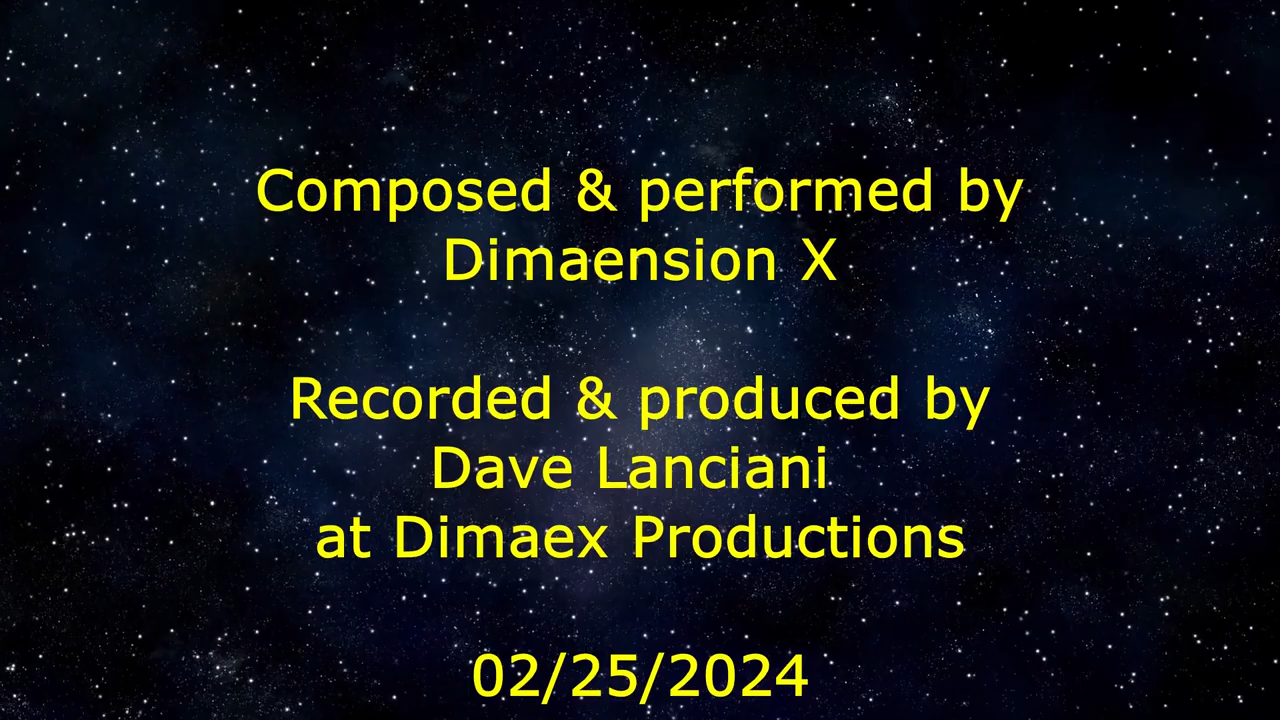 Composed & performed by
Dimaension X
Recorded & produced by
Dave Lanciani
at Dimaex Productions
02/25/2024